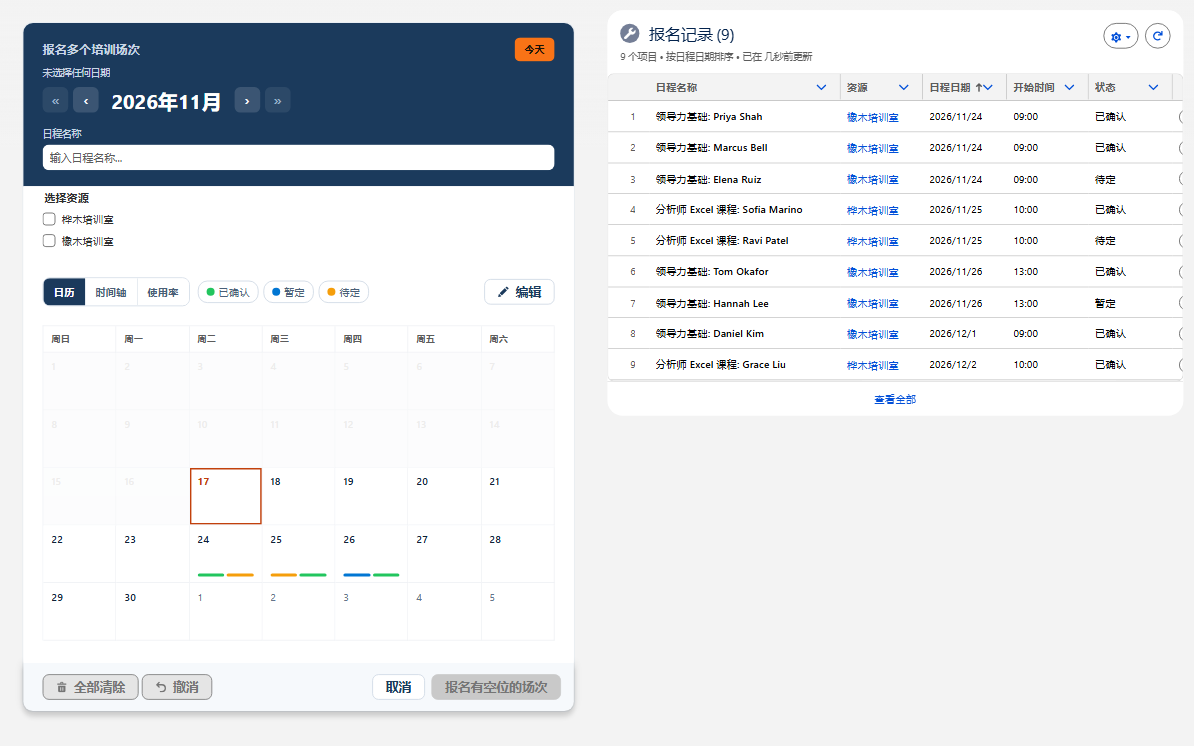 报名多个培训场次
今天
未选择任何日期
« ‹ 2026年11月 › »
日程名称
输入日程名称...
选择资源
桦木培训室
橡木培训室
日历 时间轴 使用率 已确认 暂定 待定 编辑
周日 周一 周二 周三 周四 周五 周六
1 2 3 4 5 6 7
8 9 10 11 12 13 14
15 16 17 18 19 20 21
22 23 24 25 26 27 28
29 30 1 2 3 4 5
全部清除 撤消 取消 报名有空位的场次
报名记录 (9)
9 个项目 • 按日程日期排序 • 已在 几秒前更新
日程名称 资源 日程日期 开始时间 状态
1 领导力基础: Priya Shah 橡木培训室 2026/11/24 09:00 已确认
2 领导力基础: Marcus Bell 橡木培训室 2026/11/24 09:00 已确认
3 领导力基础: Elena Ruiz 橡木培训室 2026/11/24 09:00 待定
4 分析师 Excel 课程: Sofia Marino 桦木培训室 2026/11/25 10:00 已确认
5 分析师 Excel 课程: Ravi Patel 桦木培训室 2026/11/25 10:00 待定
6 领导力基础: Tom Okafor 橡木培训室 2026/11/26 13:00 已确认
7 领导力基础: Hannah Lee 橡木培训室 2026/11/26 13:00 暂定
8 领导力基础: Daniel Kim 橡木培训室 2026/12/1 09:00 已确认
9 分析师 Excel 课程: Grace Liu 桦木培训室 2026/12/2 10:00 已确认
查看全部